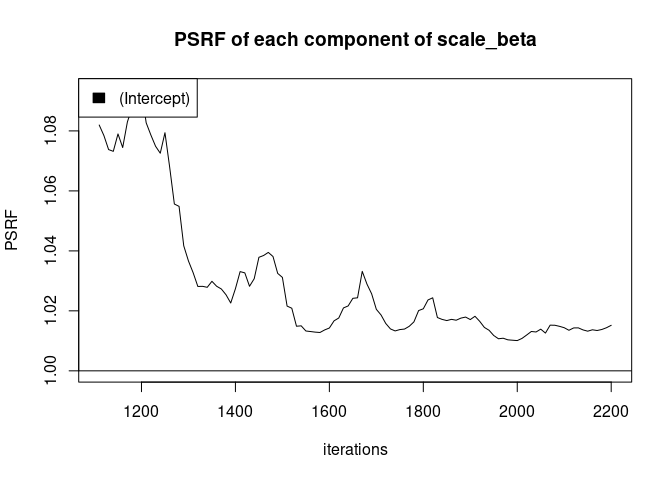 PSRF of each component of scale_beta
(Intercept)
PSRF
1.00 1.02 1.04 1.06 1.08
1200 1400 1600 1800 2000 2200
iterations